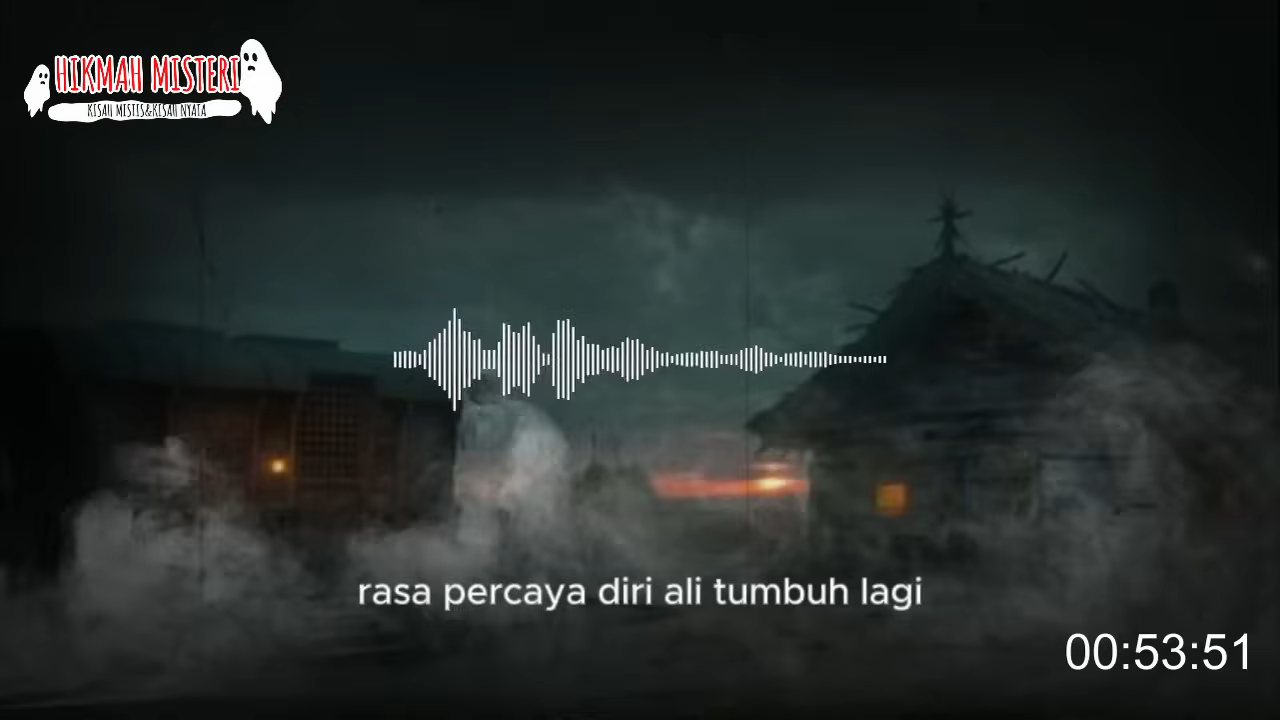 HIKMAH MISTERI
KISAH MISTIS&KISAH NYATA
rasa percaya diri ali tumbuh lagi
00:53:51